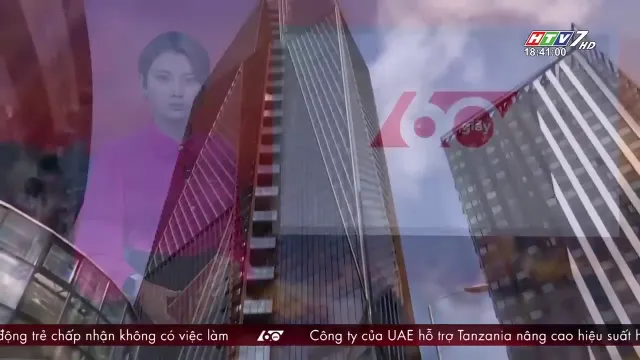 HTV7 HD
18:41:00
60 giây
động trẻ chấp nhận không có việc làm 60 Công ty của UAE hỗ trợ Tanzania nâng cao hiệu suất